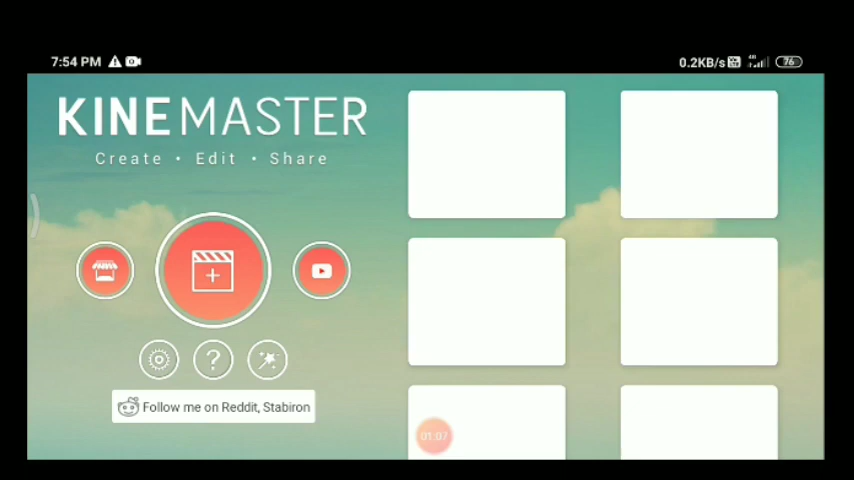 7:54 PM
0.2KB/s 76
KINEMASTER
Create • Edit • Share
?
Follow me on Reddit, Stabiron
01:07